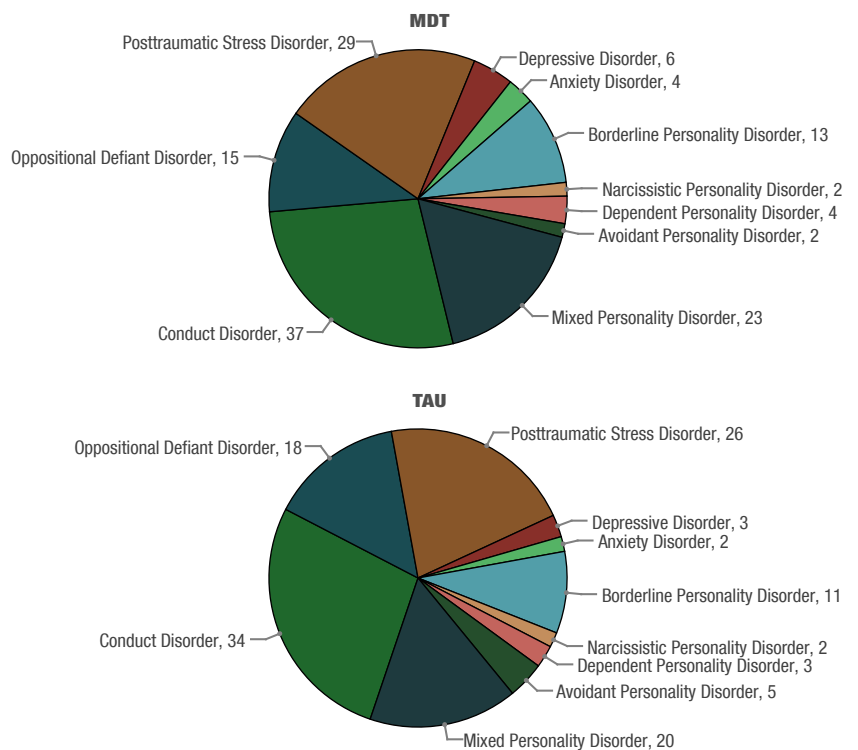 MDT
Posttraumatic Stress Disorder, 29
Depressive Disorder, 6
Anxiety Disorder, 4
Borderline Personality Disorder, 13
Oppositional Defiant Disorder, 15
Narcissistic Personality Disorder, 2
Dependent Personality Disorder, 4
Avoidant Personality Disorder, 2
Mixed Personality Disorder, 23
Conduct Disorder, 37
TAU
Posttraumatic Stress Disorder, 26
Oppositional Defiant Disorder, 18
Depressive Disorder, 3
Anxiety Disorder, 2
Borderline Personality Disorder, 11
Conduct Disorder, 34
Narcissistic Personality Disorder, 2
Dependent Personality Disorder, 3
Avoidant Personality Disorder, 5
Mixed Personality Disorder, 20